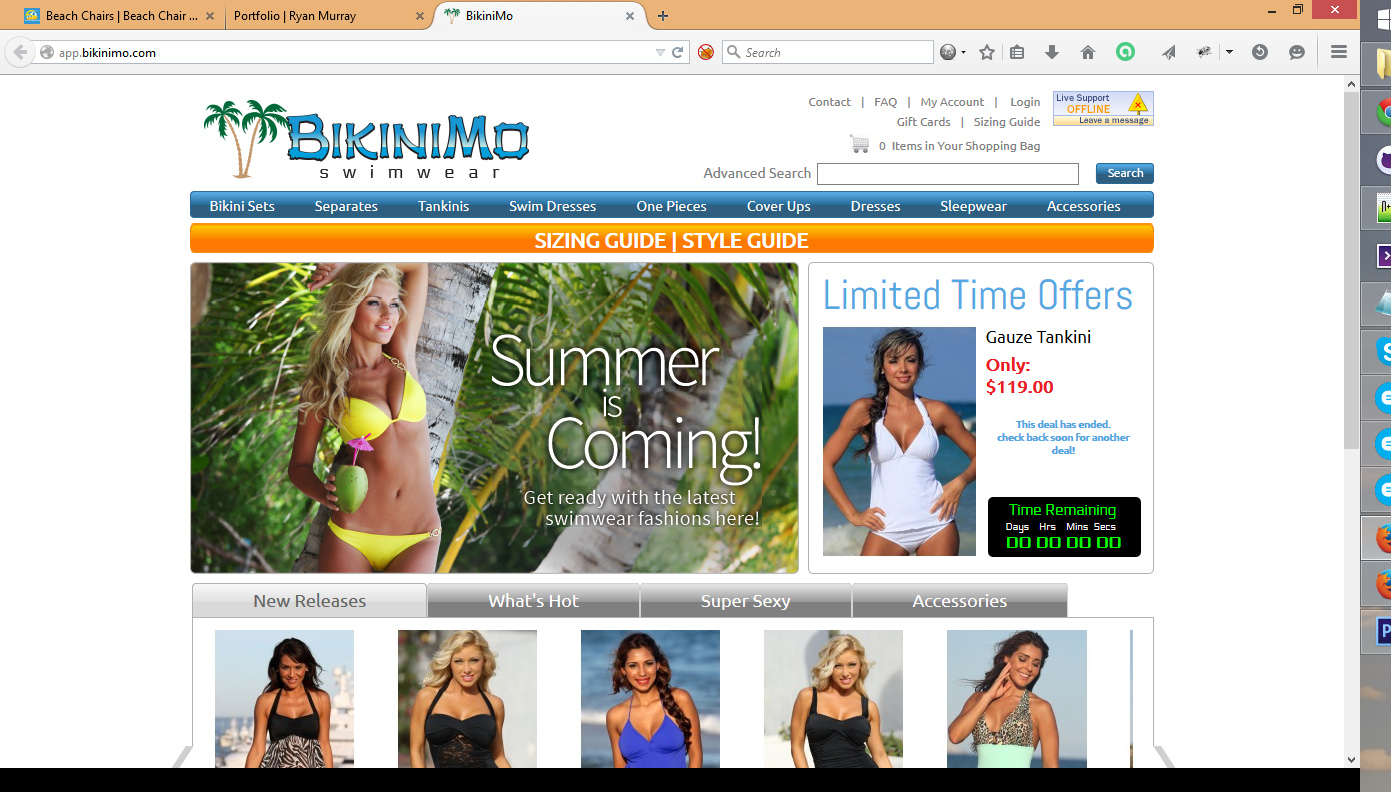 Beach Chairs | Beach Chair ...
Portfolio | Ryan Murray
BikiniMo
app.bikinimo.com
Search
BIKINIMO
swimwear
Contact | FAQ | My Account | Login
Gift Cards | Sizing Guide
0 Items in Your Shopping Bag
Live Support
OFFLINE
Leave a message
Advanced Search
Search
Bikini Sets Separates Tankinis Swim Dresses One Pieces Cover Ups Dresses Sleepwear Accessories
SIZING GUIDE | STYLE GUIDE
Summer
is
Coming!
Get ready with the latest
swimwear fashions here!
Limited Time Offers
Gauze Tankini
Only:
$119.00
This deal has ended.
check back soon for another
deal!
Time Remaining
Days Hrs Mins Secs
00 00 00 00
New Releases What's Hot Super Sexy Accessories